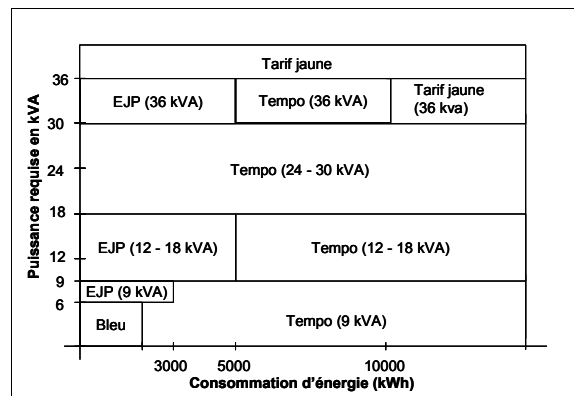 Puissance requise en kVA
36
30
24
18
12
9
6
Tarif jaune
EJP (36 kVA)
Tempo (36 kVA)
Tarif jaune
(36 kva)
Tempo (24 - 30 kVA)
EJP (12 - 18 kVA)
Tempo (12 - 18 kVA)
EJP (9 kVA)
Bleu
Tempo (9 kVA)
3000
5000
10000
Consommation d'énergie (kWh)